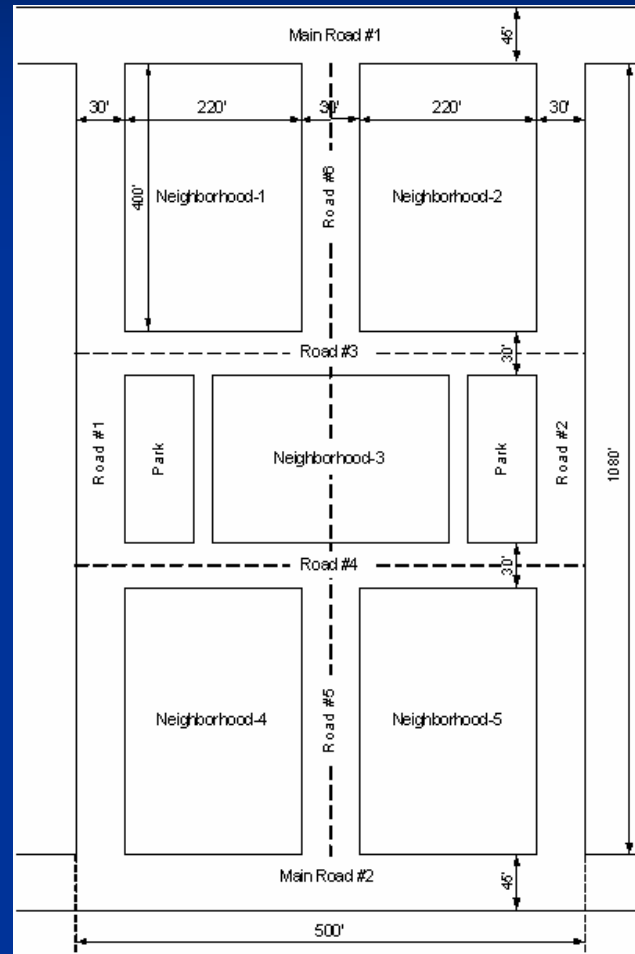 Main Road #1
45'
30'
220'
30'
220'
30'
400'
Neighborhood-1
Road #6
Neighborhood-2
Road #3
30'
Road #1
Park
Neighborhood-3
Park
Road #2
1080'
Road #4
30'
Neighborhood-4
Road #5
Neighborhood-5
Main Road #2
45'
500'